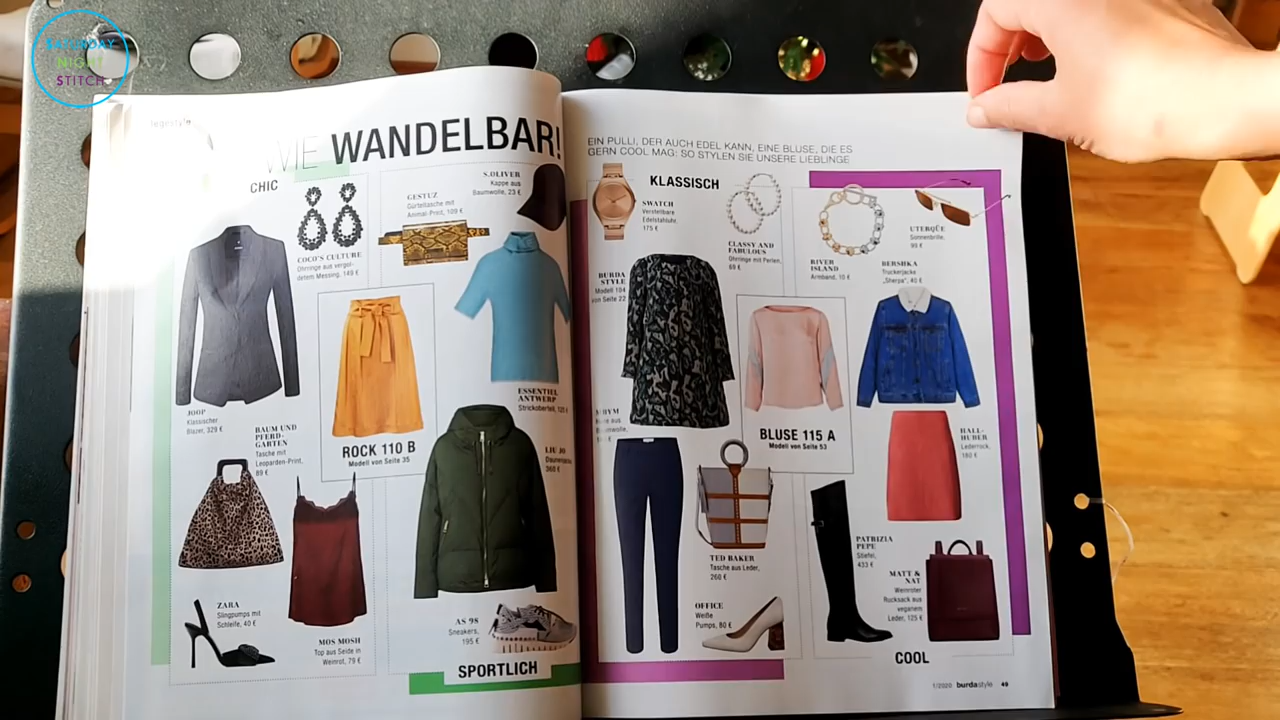 SATURDAY
NIGHT
STITCH
WIE WANDELBAR!
CHIC
COCO'S CULTURE
Ohrringe aus vergol-
detem Messing, 149 €
GESTUZ
Gürteltasche mit
Animal-Print, 109 €
S.OLIVER
Kappe aus
Baumwolle, 23 €
JOOP
Klassischer
Blazer, 329 €
ROCK 110 B
Modell von Seite 35
ESSENTIEL
ANTWERP
Strickoberteil, 125 €
BAUM UND
PFERD-
GARTEN
Tasche mit
Leoparden-Print,
89 €
LIU JO
360 €
ZARA
Slingpumps mit
Schleife, 40 €
MOS MOSH
Top aus Seide in
Weinrot, 79 €
AS 98
Sneakers,
195 €
SPORTLICH
EIN PULLI, DER AUCH EDEL KANN, EINE BLUSE, DIE ES
GERN COOL MAG: SO STYLEN SIE UNSERE LIEBLINGE
KLASSISCH
SWATCH
Verstellbare
Edelstahluhr,
175 €
CLASSY AND
FABULOUS
Ohrringe mit Perlen,
69 €
BURDA
STYLE
Modell 104
von Seite 22
RIVER
ISLAND
Armband, 10 €
UTERQÜE
Sonnenbrille,
99 €
BERSHKA
Truckerjacke
„Sherpa", 40 €
BLUSE 115 A
Modell von Seite 53
HALL-
HUBER
Lederrock,
180 €
TED BAKER
Tasche aus Leder,
260 €
OFFICE
Weiße
Pumps, 80 €
PATRIZIA
PEPE
Stiefel,
433 €
MATT &
NAT
Weinroter
Rucksack aus
veganem
Leder, 125 €
COOL
1/2020 burdastyle 49